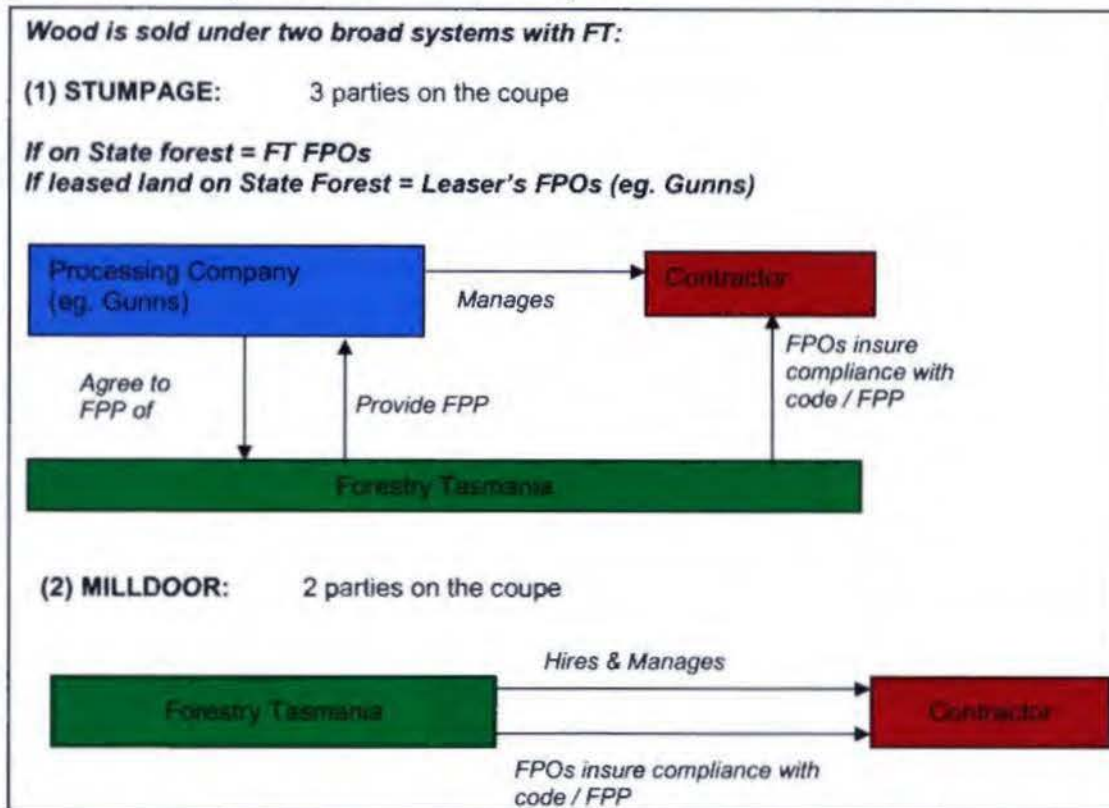 Wood is sold under two broad systems with FT:
(1) STUMPAGE: 3 parties on the coupe
If on State forest = FT FPOs
If leased land on State Forest = Leaser's FPOs (eg. Gunns)
Processing Company
(eg. Gunns)
Manages
Contractor
Agree to
FPP of
Provide FPP
FPOs insure
compliance with
code / FPP
Forestry Tasmania
(2) MILLDOOR: 2 parties on the coupe
Hires & Manages
Forestry Tasmania
Contractor
FPOs insure compliance with
code / FPP